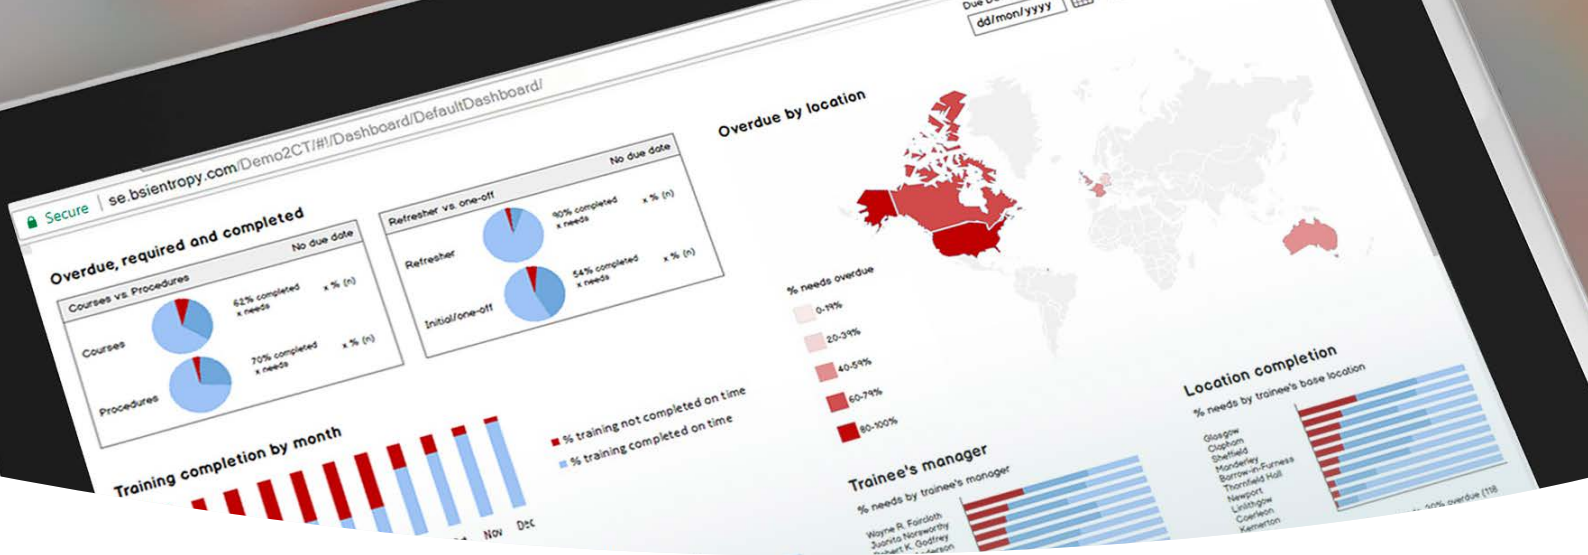 Secure se.bsientropy.com/Demo2CT/#!/Dashboard/DefaultDashboard/
Overdue, required and completed
Courses vs. Procedures No due date
Courses
62% completed
x needs
x % (n)
Procedures
70% completed
x needs
x % (n)
Refresher vs. one-off No due date
Refresher
90% completed
x needs
x % (n)
Initial/one-off
54% completed
x needs
x % (n)
Training completion by month
% training not completed on time
% training completed on time
Nov
Dec
dd/mon/yyyy
Overdue by location
% needs overdue
0-19%
20-39%
40-59%
60-79%
80-100%
Trainee's manager
% needs by trainee's manager
Wayne R. Faircloth
Juanita Norsworthy
Robert K. Godfrey
Location completion
% needs by trainee's base location
Glasgow
Clapham
Sheffield
Manderley
Barrow-in-Furness
Thornfield Hall
Newport
Linlithgow
Caerleon
Kemerton
overdue (118